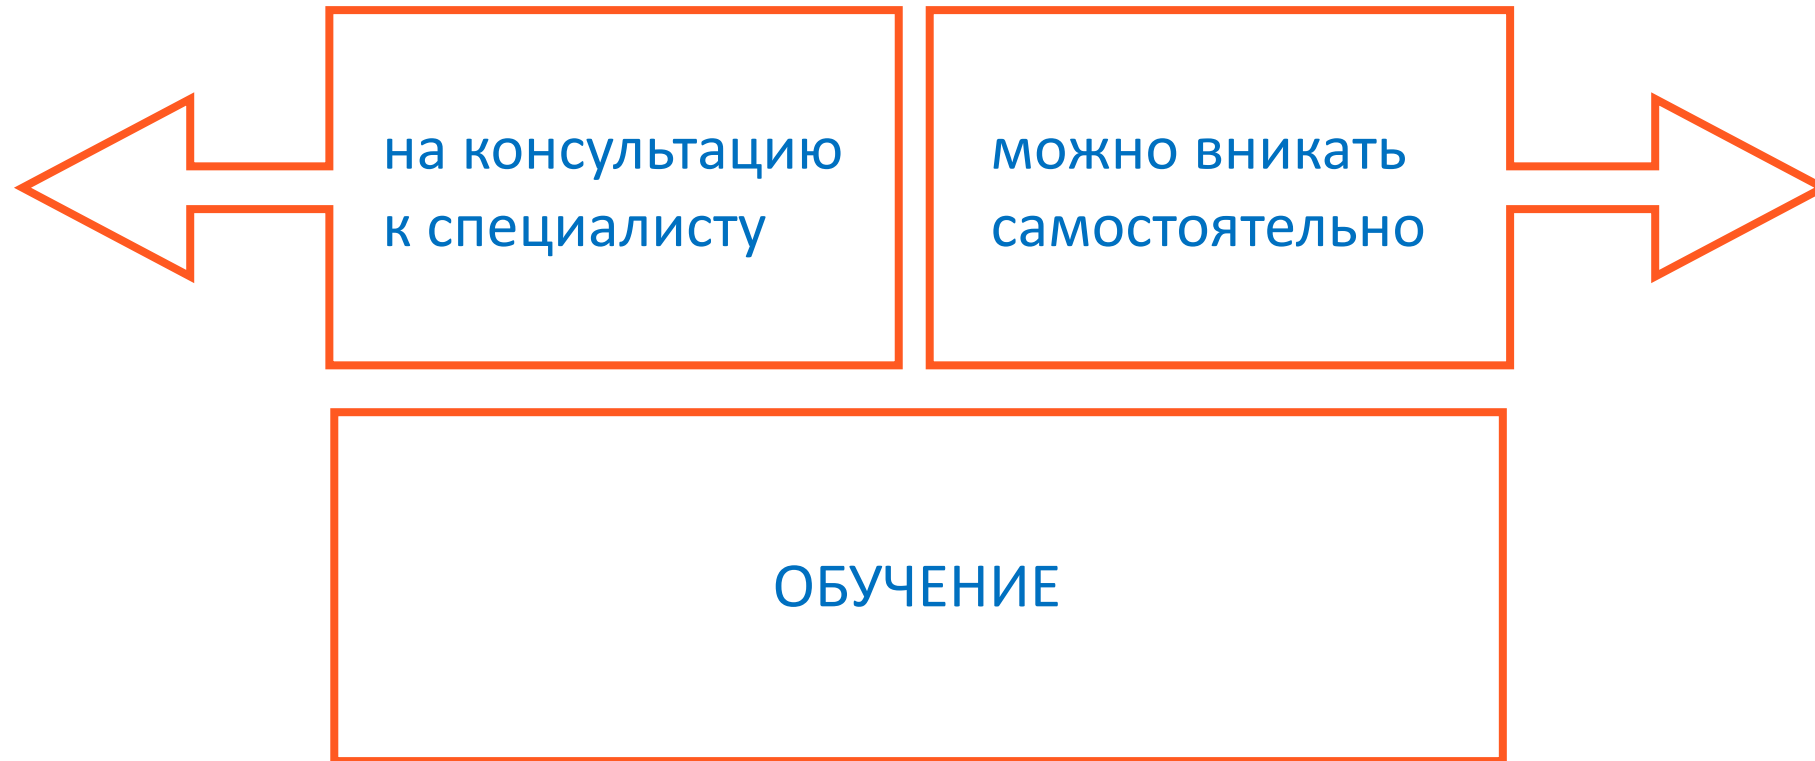 на консультацию
к специалисту
можно вникать
самостоятельно
ОБУЧЕНИЕ